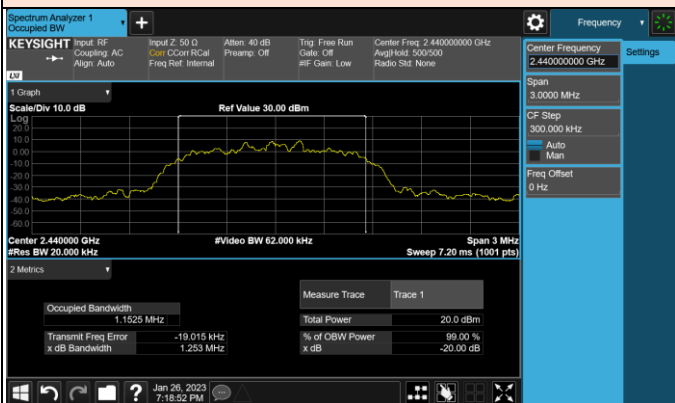 Spectrum Analyzer 1
Occupied BW
Frequency
KEYSIGHT
Input: RF
Coupling: AC
Align: Auto
Input Z: 50 Ω
Corr CCorr RCal
Freq Ref: Internal
Atten: 40 dB
Preamp: Off
Trig: Free Run
Gate: Off
#IF Gain: Low
Center Freq: 2.440000000 GHz
Avg|Hold: 500/500
Radio Std: None
LXI
1 Graph
Scale/Div 10.0 dB
Ref Value 30.00 dBm
Log
20.0
10.0
0.00
-10.0
-20.0
-30.0
-40.0
-50.0
-60.0
Center 2.440000 GHz
#Video BW 62.000 kHz
Span 3 MHz
#Res BW 20.000 kHz
Sweep 7.20 ms (1001 pts)
2 Metrics
Occupied Bandwidth
1.1525 MHz
Transmit Freq Error -19.015 kHz
x dB Bandwidth 1.253 MHz
Measure Trace Trace 1
Total Power 20.0 dBm
% of OBW Power 99.00 %
x dB -20.00 dB
Center Frequency
2.440000000 GHz
Settings
Span
3.0000 MHz
CF Step
300.000 kHz
Auto
Man
Freq Offset
0 Hz
?
Jan 26, 2023
7:18:52 PM